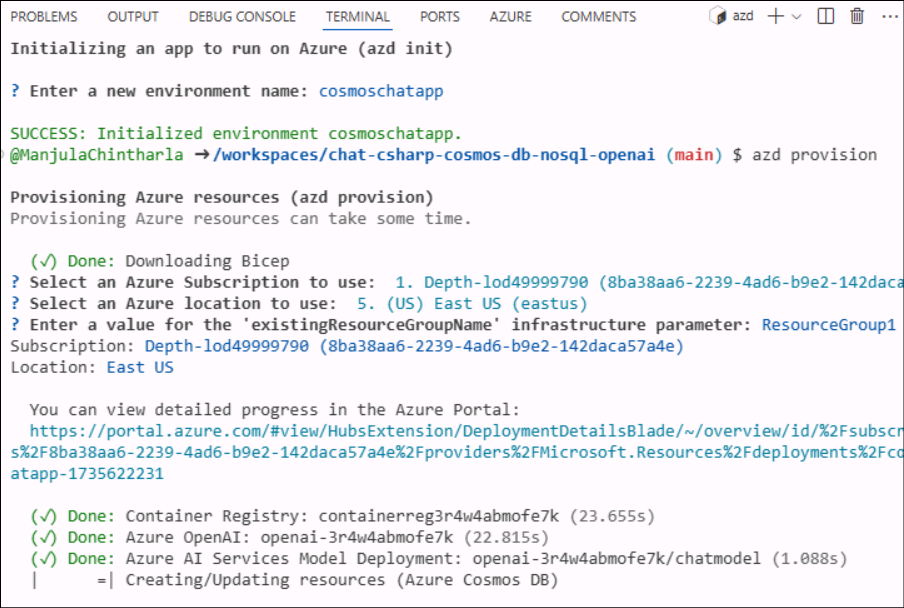 PROBLEMS OUTPUT DEBUG CONSOLE TERMINAL PORTS AZURE COMMENTS azd
Initializing an app to run on Azure (azd init)
? Enter a new environment name: cosmoschatapp
SUCCESS: Initialized environment cosmoschatapp.
@ManjulaChintharla ➜/workspaces/chat-csharp-cosmos-db-nosql-openai (main) $ azd provision
Provisioning Azure resources (azd provision)
Provisioning Azure resources can take some time.
(✓) Done: Downloading Bicep
? Select an Azure Subscription to use: 1. Depth-lod49999790 (8ba38aa6-2239-4ad6-b9e2-142daca
? Select an Azure location to use: 5. (US) East US (eastus)
? Enter a value for the 'existingResourceGroupName' infrastructure parameter: ResourceGroup1
Subscription: Depth-lod49999790 (8ba38aa6-2239-4ad6-b9e2-142daca57a4e)
Location: East US
You can view detailed progress in the Azure Portal:
https://portal.azure.com/#view/HubsExtension/DeploymentDetailsBlade/~/overview/id/%2Fsubscr
s%2F8ba38aa6-2239-4ad6-b9e2-142daca57a4e%2Fproviders%2FMicrosoft.Resources%2Fdeployments%2Fco
atapp-1735622231
(✓) Done: Container Registry: containerreg3r4w4abmofe7k (23.655s)
(✓) Done: Azure OpenAI: openai-3r4w4abmofe7k (22.815s)
(✓) Done: Azure AI Services Model Deployment: openai-3r4w4abmofe7k/chatmodel (1.088s)
|      =| Creating/Updating resources (Azure Cosmos DB)